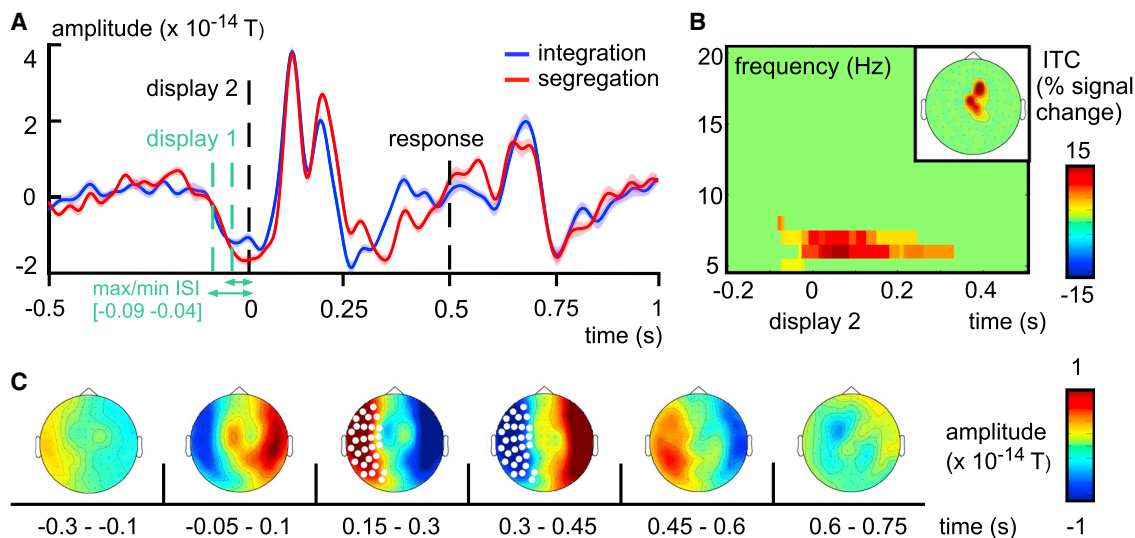 A
amplitude (x 10-14 T)
4
2
0
-2
integration
segregation
display 2
display 1
response
max/min ISI
[-0.09 -0.04]
-0.5 0 0.25 0.5 0.75 1
time (s)
B
20
15
10
5
frequency (Hz)
ITC
(% signal
change)
15
-15
-0.2 0 0.2 0.4
display 2 time (s)
C
1
amplitude
(x 10-14 T)
-0.3 - -0.1 -0.05 - 0.1 0.15 - 0.3 0.3 - 0.45 0.45 - 0.6 0.6 - 0.75 time (s) -1